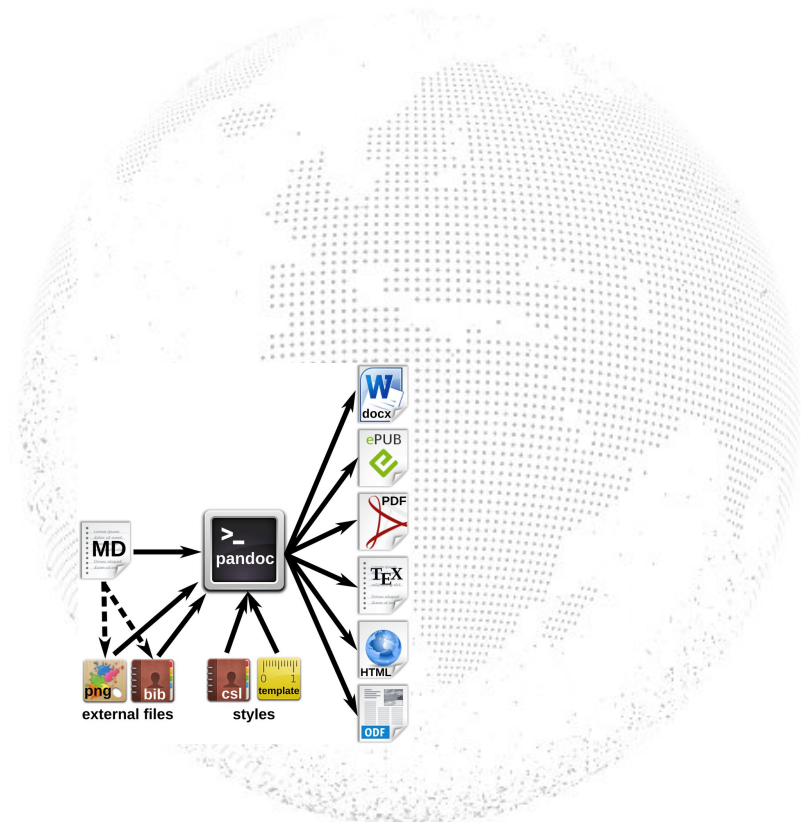 W
docx
ePUB
e
PDF
MD
>_
pandoc
TEX
HTML
png
bib
csl
0 1
template
external files
styles
ODF